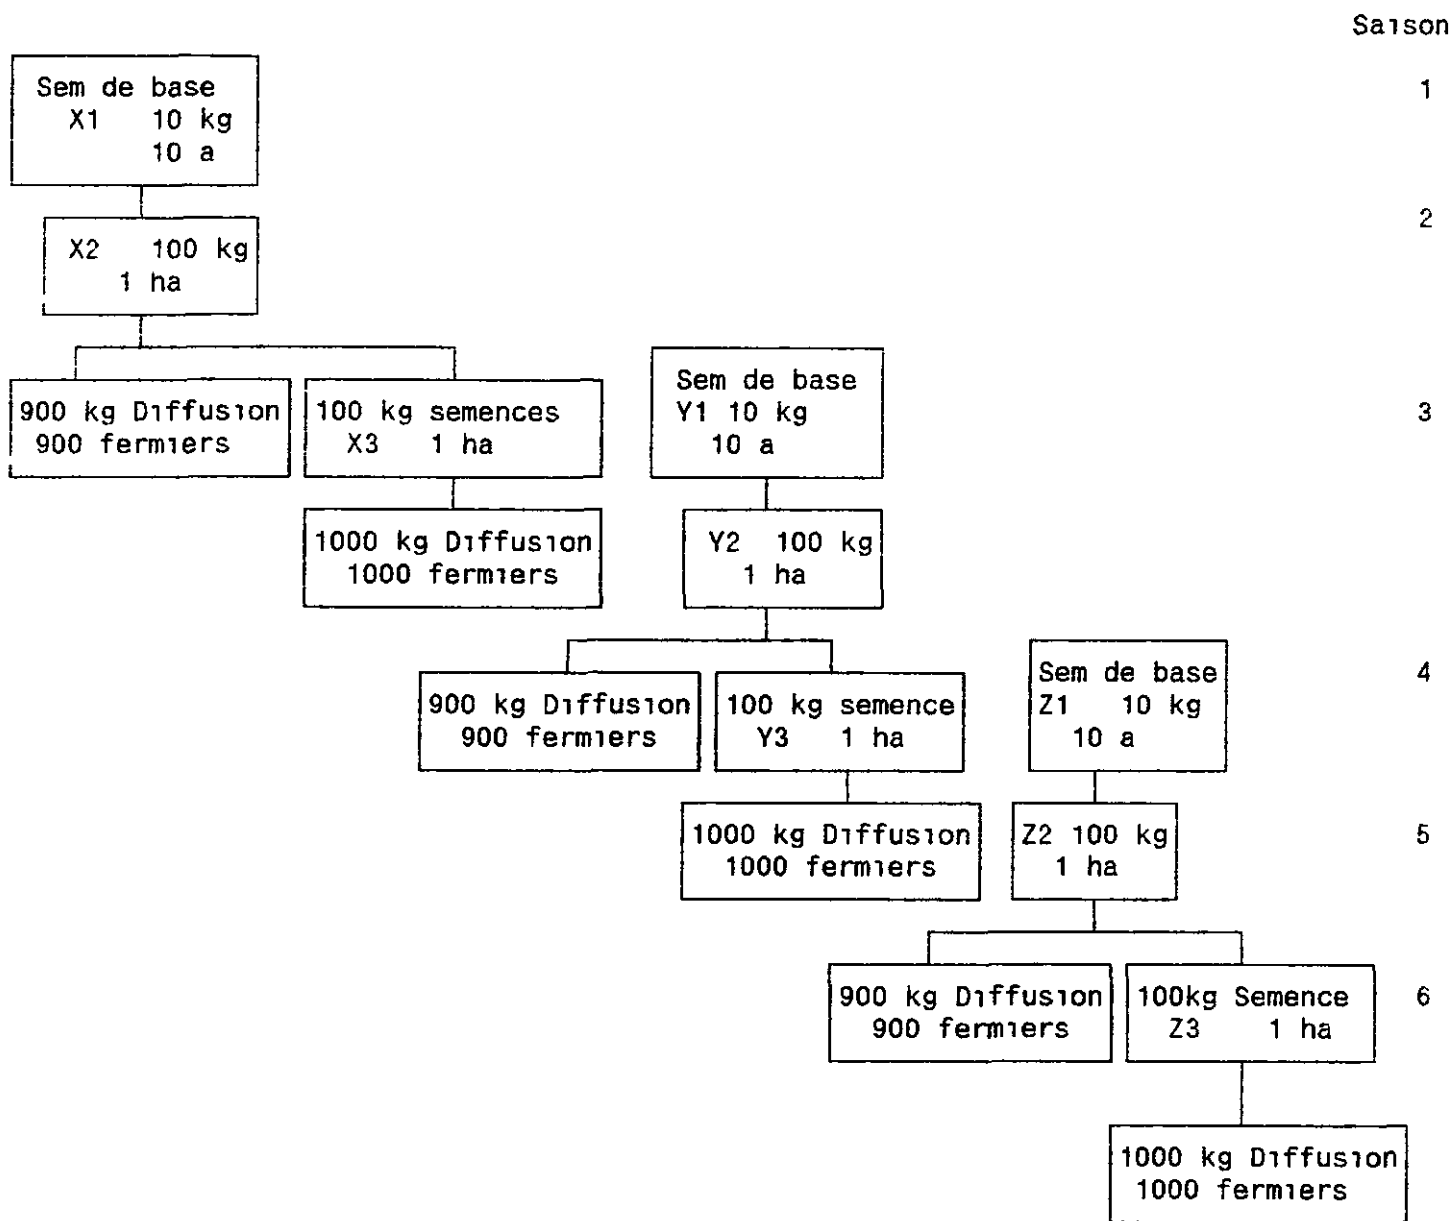 Saison
Sem de base
X1 10 kg
10 a
1
X2 100 kg
1 ha
2
900 kg Diffusion
900 fermiers
100 kg semences
X3 1 ha
Sem de base
Y1 10 kg
10 a
3
1000 kg Diffusion
1000 fermiers
Y2 100 kg
1 ha
900 kg Diffusion
900 fermiers
100 kg semence
Y3 1 ha
Sem de base
Z1 10 kg
10 a
4
1000 kg Diffusion
1000 fermiers
Z2 100 kg
1 ha
5
900 kg Diffusion
900 fermiers
100kg Semence
Z3 1 ha
6
1000 kg Diffusion
1000 fermiers